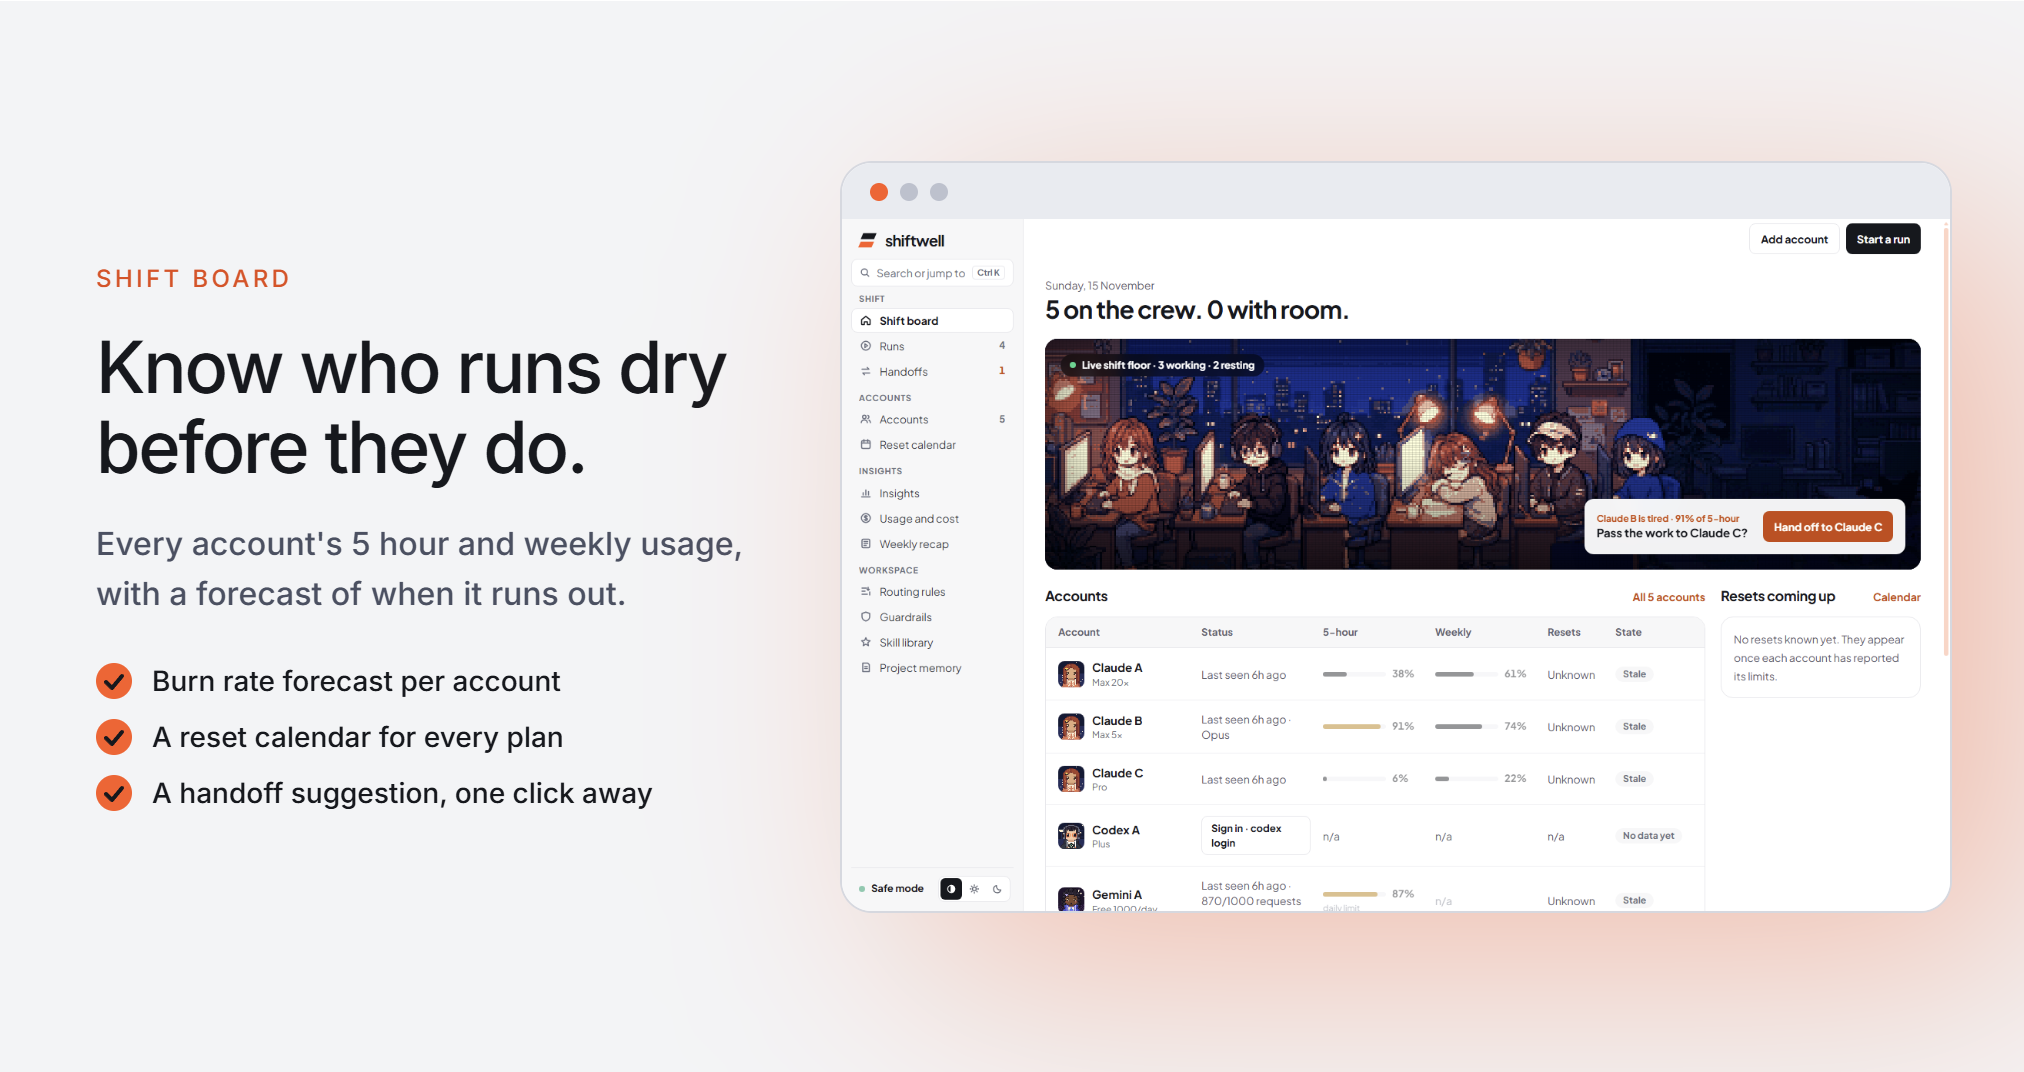 SHIFT BOARD
Know who runs dry
before they do.
Every account's 5 hour and weekly usage,
with a forecast of when it runs out.
Burn rate forecast per account
A reset calendar for every plan
A handoff suggestion, one click away
shiftwell
Search or jump to Ctrl K
SHIFT
Shift board
Runs 4
Handoffs 1
ACCOUNTS
Accounts 5
Reset calendar
INSIGHTS
Insights
Usage and cost
Weekly recap
WORKSPACE
Routing rules
Guardrails
Skill library
Project memory
Safe mode
Add account Start a run
Sunday, 15 November
5 on the crew. 0 with room.
Live shift floor · 3 working · 2 resting
Claude B is tired · 91% of 5-hour
Pass the work to Claude C?
Hand off to Claude C
Accounts All 5 accounts
Account Status 5-hour Weekly Resets State
Claude A
Max 20×
Last seen 6h ago 38% 61% Unknown Stale
Claude B
Max 5×
Last seen 6h ago ·
Opus
91% 74% Unknown Stale
Claude C
Pro
Last seen 6h ago 6% 22% Unknown Stale
Codex A
Plus
Sign in · codex
login
n/a n/a n/a No data yet
Gemini A
Free 1000/day
Last seen 6h ago ·
870/1000 requests
87%
daily limit
n/a Unknown Stale
Resets coming up Calendar
No resets known yet. They appear
once each account has reported
its limits.